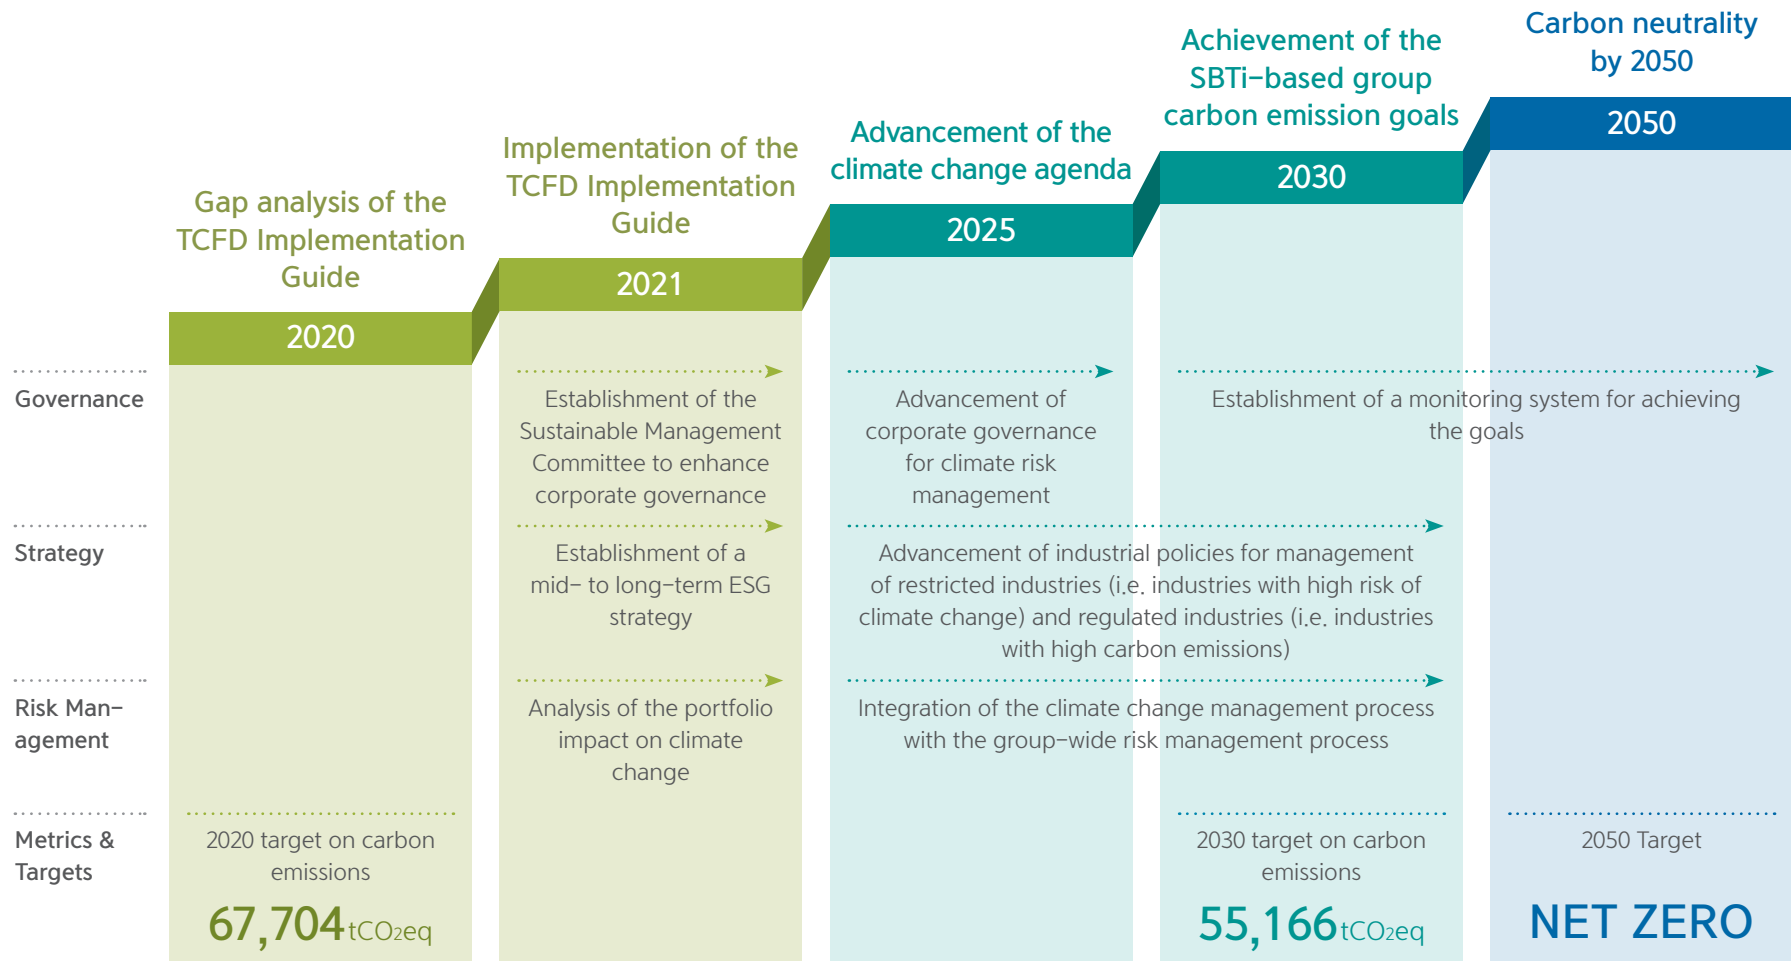 Gap analysis of the
TCFD Implementation
Guide
2020
Implementation of the
TCFD Implementation
Guide
2021
Advancement of the
climate change agenda
2025
Achievement of the
SBTi-based group
carbon emission goals
2030
Carbon neutrality
by 2050
2050
Governance
Establishment of the
Sustainable Management
Committee to enhance
corporate governance
Advancement of
corporate governance
for climate risk
management
Establishment of a monitoring system for achieving
the goals
Strategy
Establishment of a
mid- to long-term ESG
strategy
Advancement of industrial policies for management
of restricted industries (i.e. industries with high risk of
climate change) and regulated industries (i.e. industries
with high carbon emissions)
Risk Man-
agement
Analysis of the portfolio
impact on climate
change
Integration of the climate change management process
with the group-wide risk management process
Metrics &
Targets
2020 target on carbon
emissions
67,704 tCO2eq
2030 target on carbon
emissions
55,166 tCO2eq
2050 Target
NET ZERO